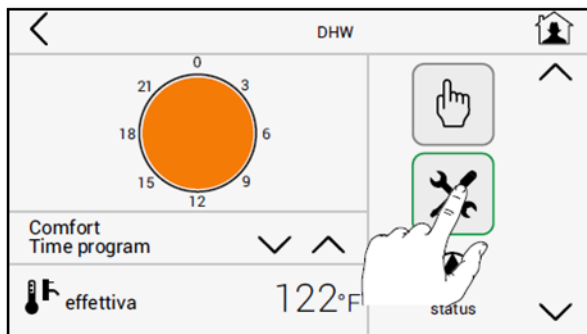 DHW
0
21
3
18
6
15
9
12
Comfort
Time program
effettiva
122°F
status